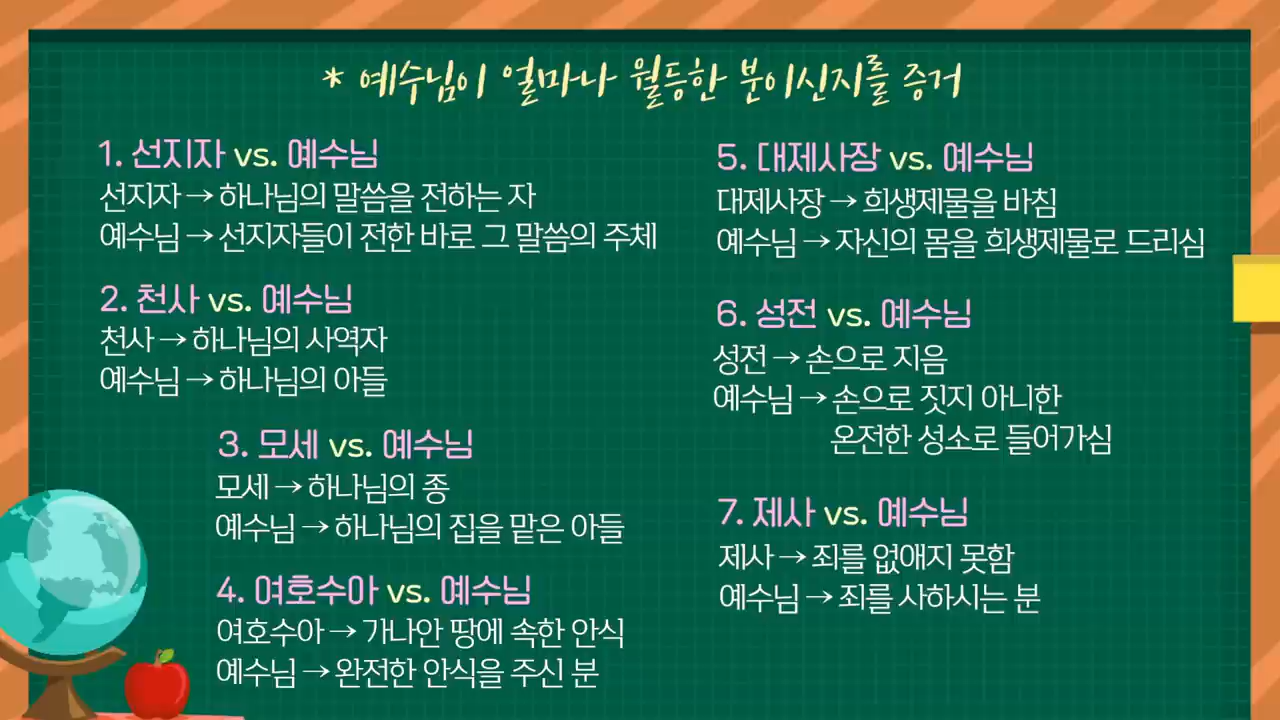 * 예수님이 얼마나 월등한 분이신지를 증거
1. 선지자 vs. 예수님
선지자 → 하나님의 말씀을 전하는 자
예수님 → 선지자들이 전한 바로 그 말씀의 주체
2. 천사 vs. 예수님
천사 → 하나님의 사역자
예수님 → 하나님의 아들
3. 모세 vs. 예수님
모세 → 하나님의 종
예수님 → 하나님의 집을 맡은 아들
4. 여호수아 vs. 예수님
여호수아 → 가나안 땅에 속한 안식
예수님 → 완전한 안식을 주신 분
5. 대제사장 vs. 예수님
대제사장 → 희생제물을 바침
예수님 → 자신의 몸을 희생제물로 드리심
6. 성전 vs. 예수님
성전 → 손으로 지음
예수님 → 손으로 짓지 아니한
온전한 성소로 들어가심
7. 제사 vs. 예수님
제사 → 죄를 없애지 못함
예수님 → 죄를 사하시는 분